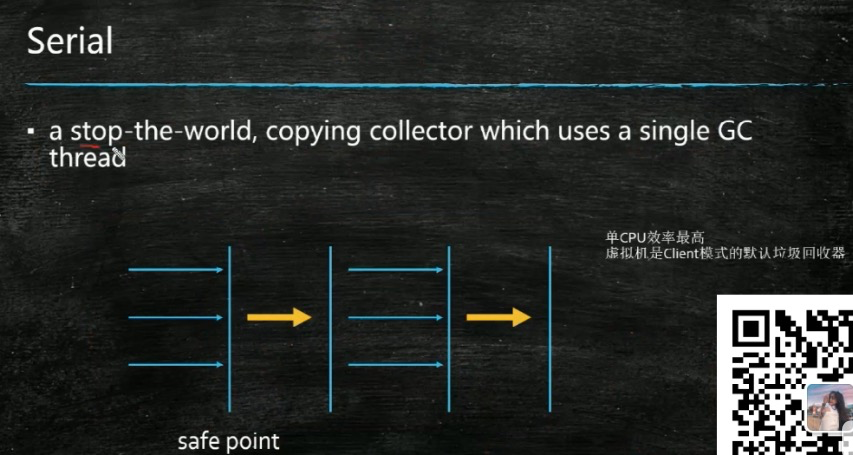 Serial
a stop-the-world, copying collector which uses a single GC
thread
单CPU效率最高
虚拟机是Client模式的默认垃圾回收器
safe point